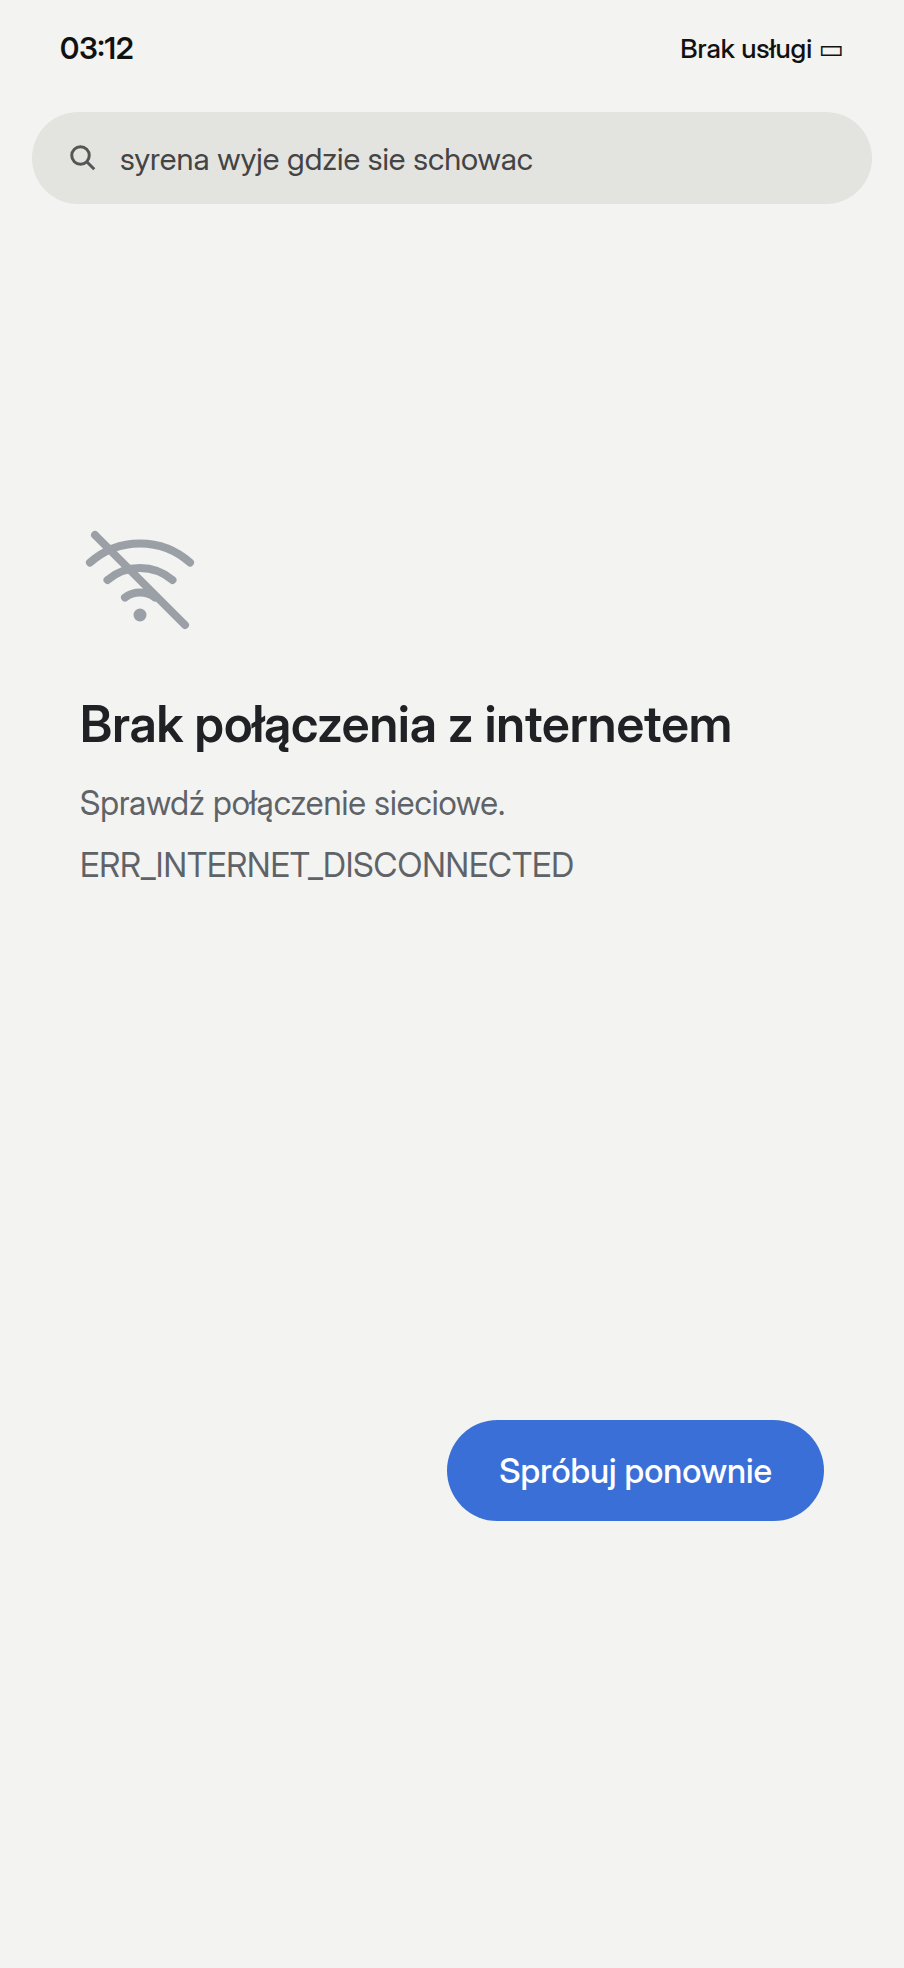 03:12
Brak usługi
syrena wyje gdzie sie schowac
Brak połączenia z internetem
Sprawdź połączenie sieciowe.
ERR_INTERNET_DISCONNECTED
Spróbuj ponownie